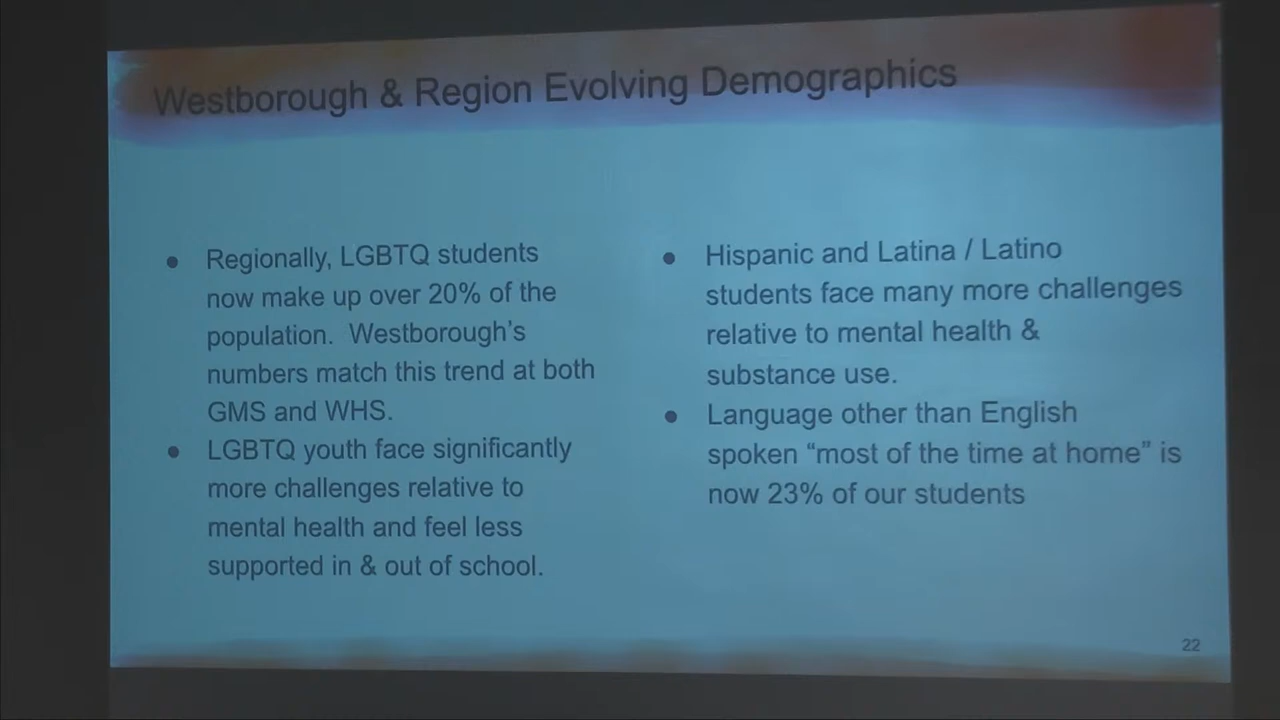 Westborough & Region Evolving Demographics
• Regionally, LGBTQ students
now make up over 20% of the
population. Westborough's
numbers match this trend at both
GMS and WHS.
• LGBTQ youth face significantly
more challenges relative to
mental health and feel less
supported in & out of school.
• Hispanic and Latina / Latino
students face many more challenges
relative to mental health &
substance use.
• Language other than English
spoken “most of the time at home” is
now 23% of our students
22